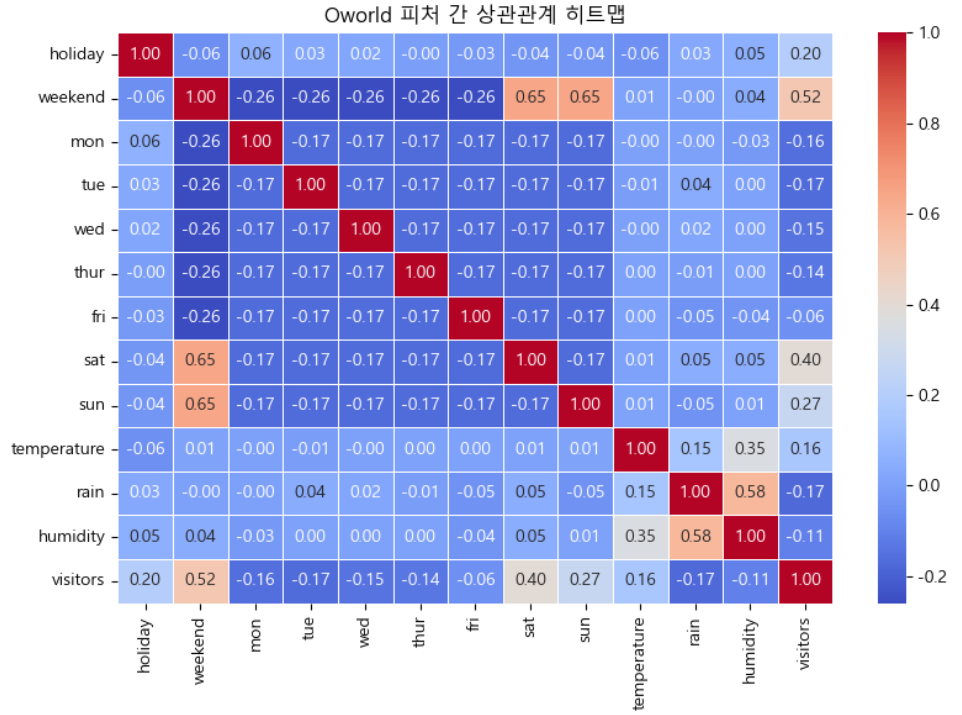 Oworld 피처 간 상관관계 히트맵
holiday 1.00 -0.06 0.06 0.03 0.02 -0.00 -0.03 -0.04 -0.04 -0.06 0.03 0.05 0.20
weekend -0.06 1.00 -0.26 -0.26 -0.26 -0.26 -0.26 0.65 0.65 0.01 -0.00 0.04 0.52
mon 0.06 -0.26 1.00 -0.17 -0.17 -0.17 -0.17 -0.17 -0.17 -0.00 -0.00 -0.03 -0.16
tue 0.03 -0.26 -0.17 1.00 -0.17 -0.17 -0.17 -0.17 -0.17 -0.01 0.04 0.00 -0.17
wed 0.02 -0.26 -0.17 -0.17 1.00 -0.17 -0.17 -0.17 -0.17 -0.00 0.02 0.00 -0.15
thur -0.00 -0.26 -0.17 -0.17 -0.17 1.00 -0.17 -0.17 -0.17 0.00 -0.01 0.00 -0.14
fri -0.03 -0.26 -0.17 -0.17 -0.17 -0.17 1.00 -0.17 -0.17 0.00 -0.05 -0.04 -0.06
sat -0.04 0.65 -0.17 -0.17 -0.17 -0.17 -0.17 1.00 -0.17 0.01 0.05 0.05 0.40
sun -0.04 0.65 -0.17 -0.17 -0.17 -0.17 -0.17 -0.17 1.00 0.01 -0.05 0.01 0.27
temperature -0.06 0.01 -0.00 -0.01 -0.00 0.00 0.00 0.01 0.01 1.00 0.15 0.35 0.16
rain 0.03 -0.00 -0.00 0.04 0.02 -0.01 -0.05 0.05 -0.05 0.15 1.00 0.58 -0.17
humidity 0.05 0.04 -0.03 0.00 0.00 0.00 -0.04 0.05 0.01 0.35 0.58 1.00 -0.11
visitors 0.20 0.52 -0.16 -0.17 -0.15 -0.14 -0.06 0.40 0.27 0.16 -0.17 -0.11 1.00
holiday
weekend
mon
tue
wed
thur
fri
sat
sun
temperature
rain
humidity
visitors
1.0
0.8
0.6
0.4
0.2
0.0
-0.2